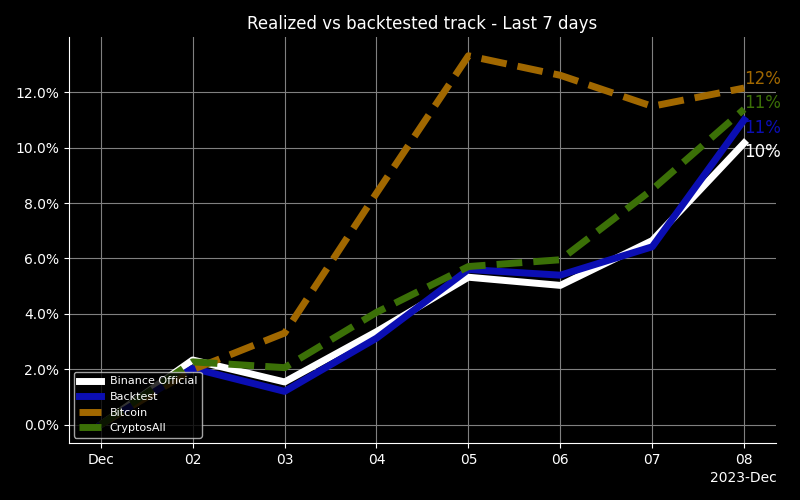 Realized vs backtested track - Last 7 days
12.0%
10.0%
8.0%
6.0%
4.0%
2.0%
0.0%
12%
11%
11%
10%
Binance Official
Backtest
Bitcoin
CryptosAll
Dec 02 03 04 05 06 07 08
2023-Dec